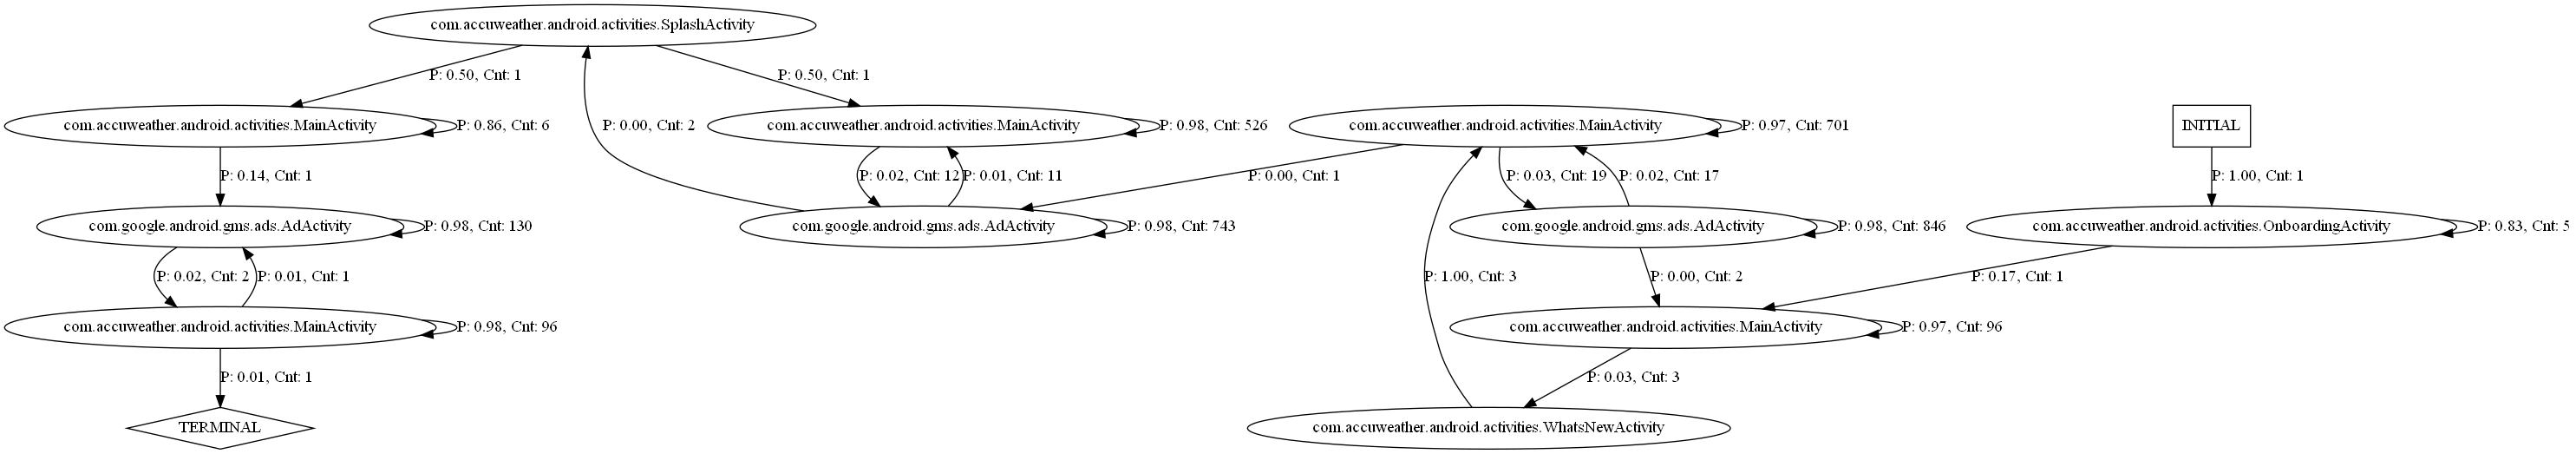 com.accuweather.android.activities.SplashActivity
P: 0.50, Cnt: 1
P: 0.50, Cnt: 1
com.accuweather.android.activities.MainActivity
P: 0.86, Cnt: 6
P: 0.00, Cnt: 2
com.accuweather.android.activities.MainActivity
P: 0.98, Cnt: 526
com.accuweather.android.activities.MainActivity
P: 0.97, Cnt: 701
INITIAL
P: 0.14, Cnt: 1
P: 0.02, Cnt: 12
P: 0.01, Cnt: 11
P: 0.00, Cnt: 1
P: 0.03, Cnt: 19
P: 0.02, Cnt: 17
P: 1.00, Cnt: 1
com.google.android.gms.ads.AdActivity
P: 0.98, Cnt: 130
com.google.android.gms.ads.AdActivity
P: 0.98, Cnt: 743
com.google.android.gms.ads.AdActivity
P: 0.98, Cnt: 846
com.accuweather.android.activities.OnboardingActivity
P: 0.83, Cnt: 5
P: 0.02, Cnt: 2
P: 0.01, Cnt: 1
P: 1.00, Cnt: 3
P: 0.00, Cnt: 2
P: 0.17, Cnt: 1
com.accuweather.android.activities.MainActivity
P: 0.98, Cnt: 96
com.accuweather.android.activities.MainActivity
P: 0.97, Cnt: 96
P: 0.01, Cnt: 1
P: 0.03, Cnt: 3
TERMINAL
com.accuweather.android.activities.WhatsNewActivity